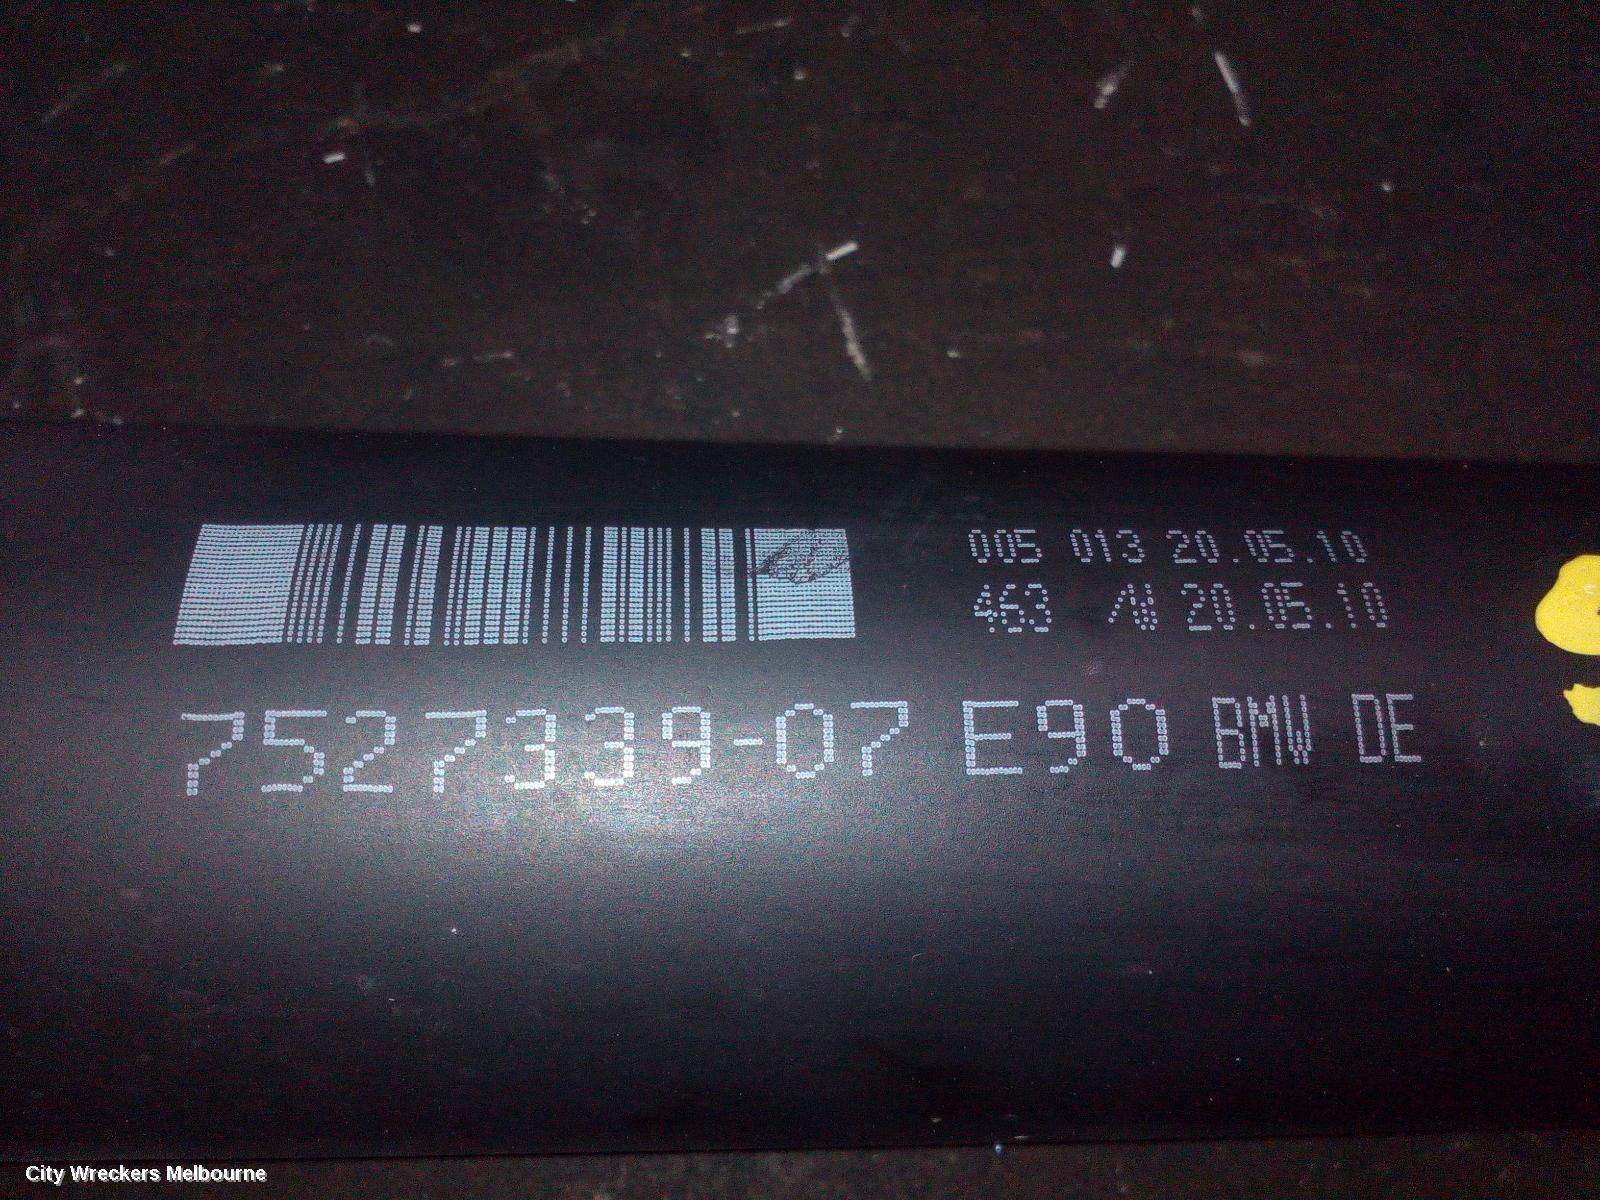 005 013 20.05.10
463 /N 20.05.10
7527339-07 E90 BMW DE
City Wreckers Melbourne